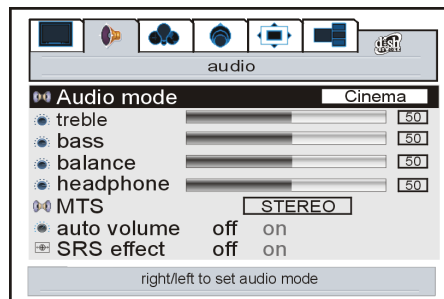 dish
audio
Audio mode Cinema
treble 50
bass 50
balance 50
headphone 50
MTS STEREO
auto volume off on
SRS effect off on
right/left to set audio mode